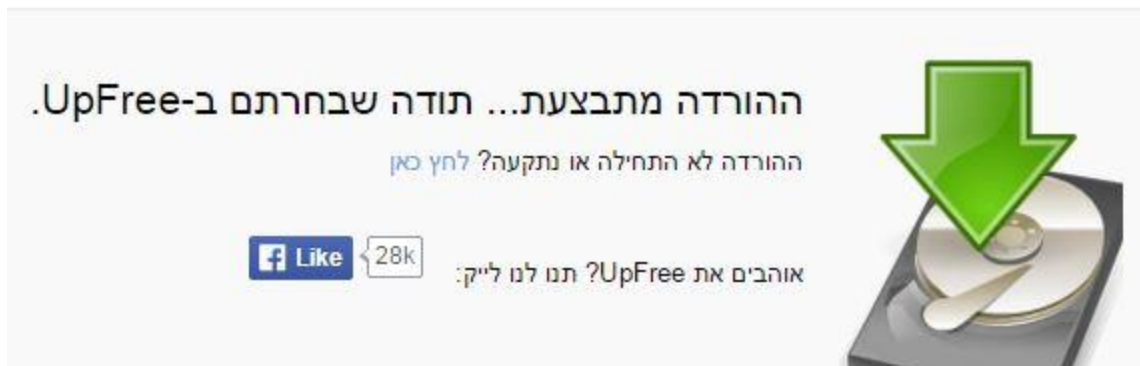 ההורדה מתבצעת... תודה שבחרתם ב-UpFree.
ההורדה לא התחילה או נתקעה? לחץ כאן
אוהבים את UpFree? תנו לנו לייק: Like 28k